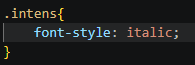 .intens{
    font-style: italic;
}